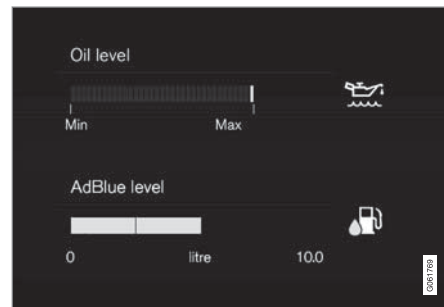 Oil level
Min Max
AdBlue level
0 litre 10.0
G061769